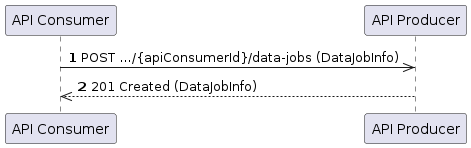 API Consumer API Producer
1 POST .../{apiConsumerId}/data-jobs (DataJobInfo)
2 201 Created (DataJobInfo)
API Consumer API Producer